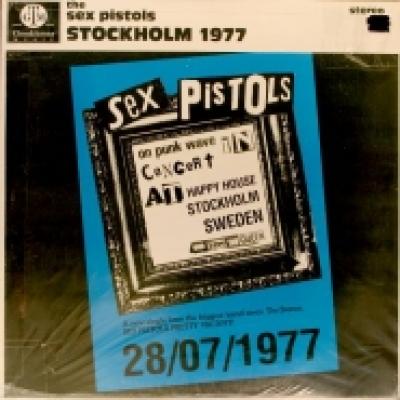 the
sex pistols
STOCKHOLM 1977
stereo
SEX PISTOLS
on punk wave IN
CoNCeRt
ATT HAPPY HOUSE
STOCKHOLM
SWEDEN
28/07/1977